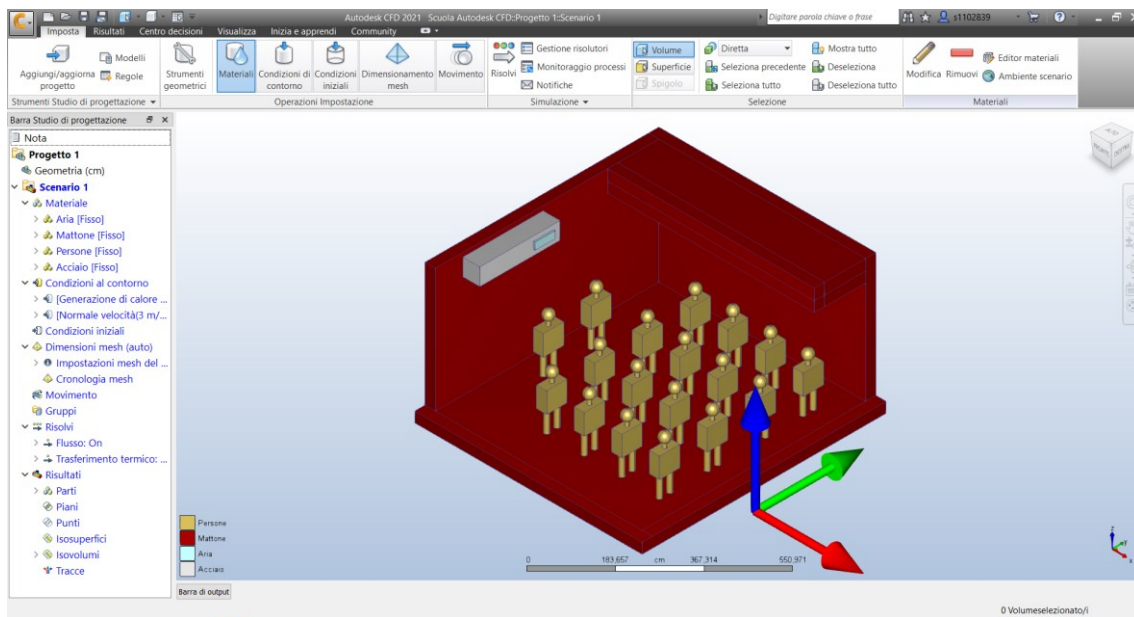 Autodesk CFD 2021 Scuola Autodesk CFD::Progetto 1::Scenario 1
Digitare parola chiave o frase
s1102839
Imposta Risultati Centro decisioni Visualizza Inizia e apprendi Community
Aggiungi/aggiorna progetto
Modelli
Regole
Strumenti Studio di progettazione
Strumenti geometrici
Materiali
Condizioni di contorno
Condizioni iniziali
Dimensionamento mesh
Movimento
Operazioni Impostazione
Risolvi
Gestione risolutori
Monitoraggio processi
Notifiche
Simulazione
Volume
Superficie
Spigolo
Diretta
Seleziona precedente
Seleziona tutto
Mostra tutto
Deseleziona
Deseleziona tutto
Selezione
Modifica
Rimuovi
Editor materiali
Ambiente scenario
Materiali
Barra Studio di progettazione
Nota
Progetto 1
Geometria (cm)
Scenario 1
Materiale
Aria [Fisso]
Mattone [Fisso]
Persone [Fisso]
Acciaio [Fisso]
Condizioni al contorno
[Generazione di calore ...
[Normale velocità(3 m/...
Condizioni iniziali
Dimensioni mesh (auto)
Impostazioni mesh del ...
Cronologia mesh
Movimento
Gruppi
Risolvi
Flusso: On
Trasferimento termico: ...
Risultati
Parti
Piani
Punti
Isosuperfici
Isovolumi
Tracce
Persone
Mattone
Aria
Acciaio
0 183,657 cm 367,314 550,971
Barra di output
0 Volumeselezionato/i